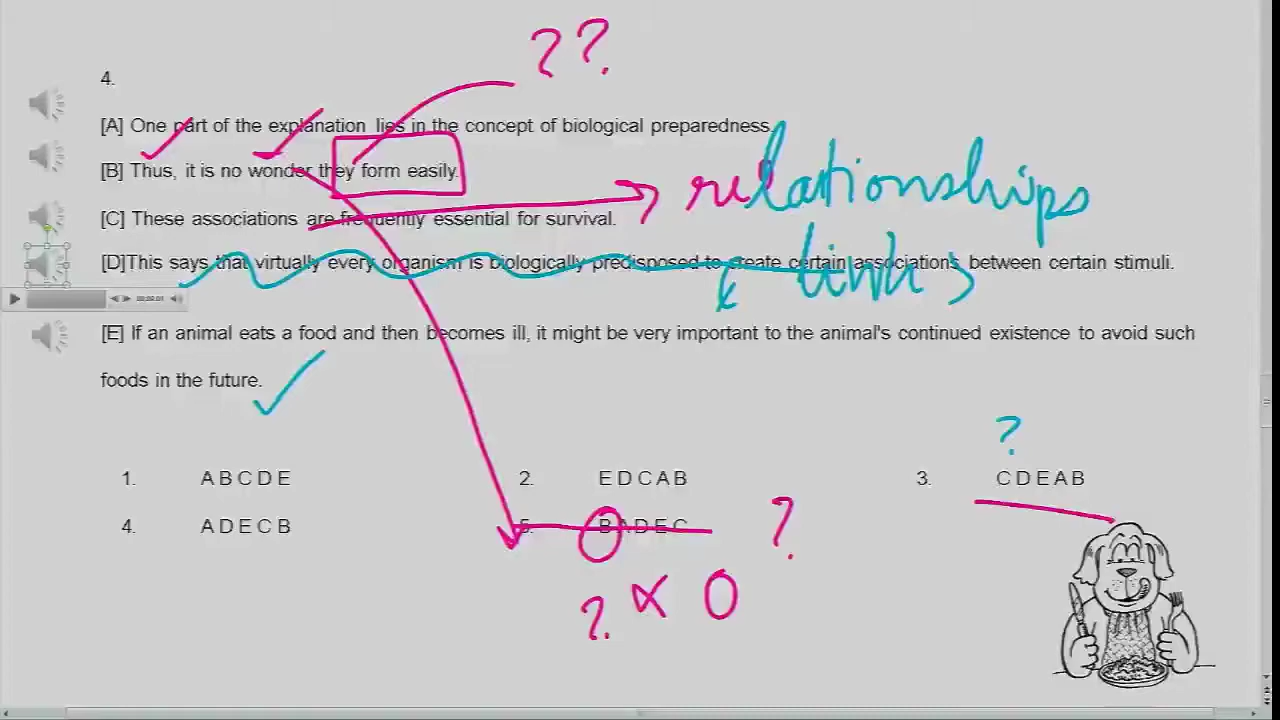 ? ?
4.
[A] One part of the explanation lies in the concept of biological preparedness.
[B] Thus, it is no wonder they form easily.
relationships
[C] These associations are frequently essential for survival.
[D]This says that virtually every organism is biologically predisposed to create certain associations between certain stimuli.
links
[E] If an animal eats a food and then becomes ill, it might be very important to the animal's continued existence to avoid such
foods in the future.
?
1. A B C D E 2. E D C A B 3. C D E A B
4. A D E C B 5. B A D E C ?
? × 0